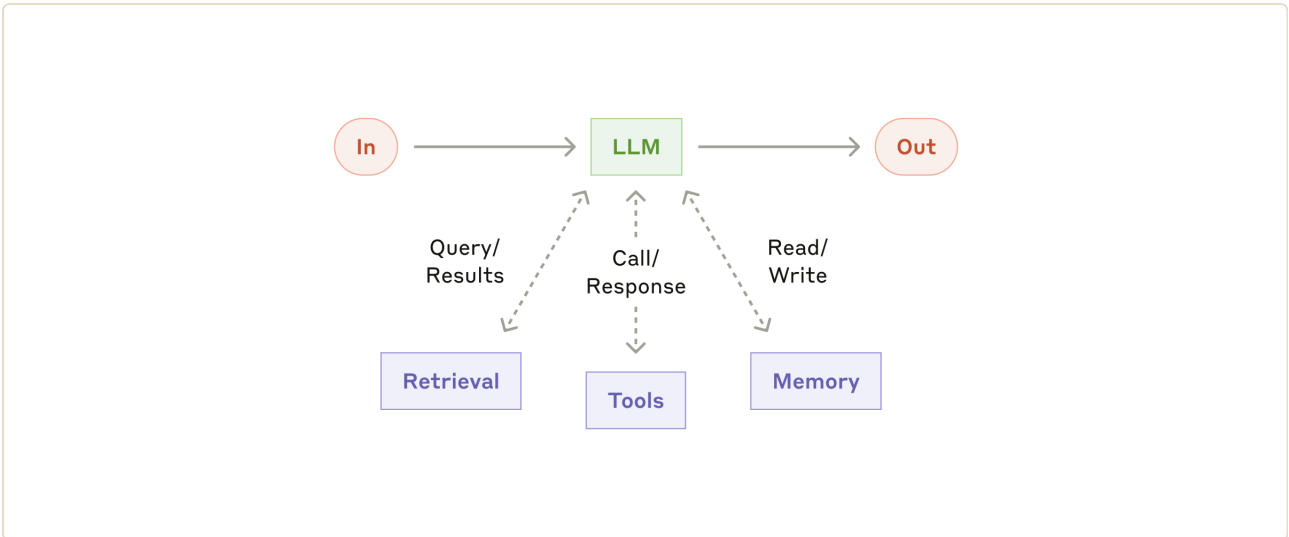 In
LLM
Out
Query/
Results
Call/
Response
Read/
Write
Retrieval
Tools
Memory